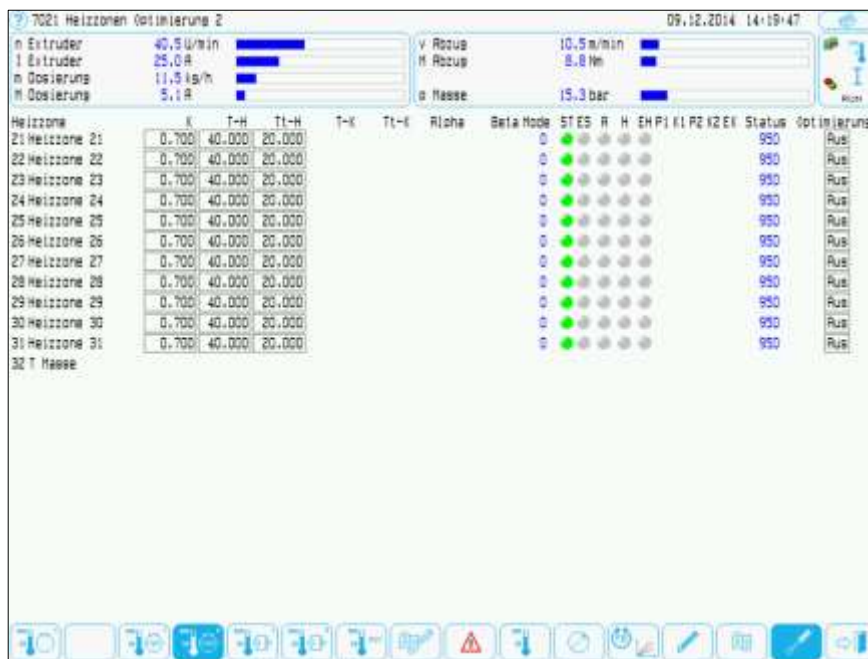 7021 Heizzonen Optimierung 2 09.12.2014 14:19:47
n Extruder 40.5 U/min
I Extruder 25.0 A
m Dosierung 11.5 kg/h
M Dosierung 5.1 A
v Abzug 10.5 m/min
M Abzug 8.8 Nm
p Masse 15.3 bar
Heizzone K T-H Tt-H T-K Tt-K Alpha Beta Mode ST ES A H EH P1 K1 P2 K2 EK Status Optimierung
21 Heizzone 21 0.700 40.000 20.000 0 950 Aus
22 Heizzone 22 0.700 40.000 20.000 0 950 Aus
23 Heizzone 23 0.700 40.000 20.000 0 950 Aus
24 Heizzone 24 0.700 40.000 20.000 0 950 Aus
25 Heizzone 25 0.700 40.000 20.000 0 950 Aus
26 Heizzone 26 0.700 40.000 20.000 0 950 Aus
27 Heizzone 27 0.700 40.000 20.000 0 950 Aus
28 Heizzone 28 0.700 40.000 20.000 0 950 Aus
29 Heizzone 29 0.700 40.000 20.000 0 950 Aus
30 Heizzone 30 0.700 40.000 20.000 0 950 Aus
31 Heizzone 31 0.700 40.000 20.000 0 950 Aus
32 T Masse